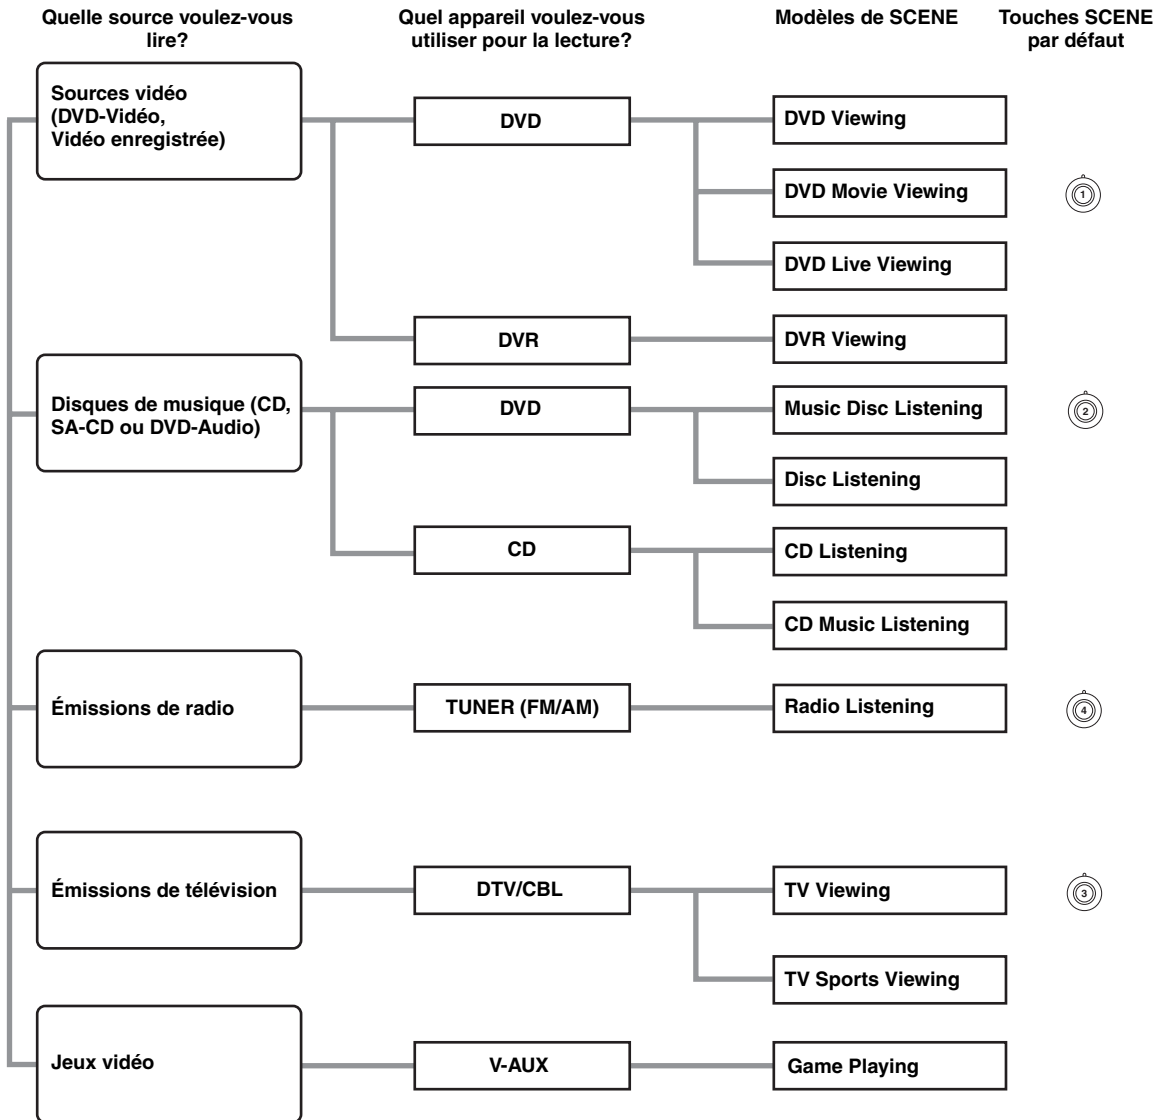 Quelle source voulez-vous
lire?
Quel appareil voulez-vous
utiliser pour la lecture?
Modèles de SCENE
Touches SCENE
par défaut
Sources vidéo
(DVD-Vidéo,
Vidéo enregistrée)
DVD
DVD Viewing
DVD Movie Viewing
1
DVD Live Viewing
DVR
DVR Viewing
Disques de musique (CD,
SA-CD ou DVD-Audio)
DVD
Music Disc Listening
2
Disc Listening
CD
CD Listening
CD Music Listening
Émissions de radio
TUNER (FM/AM)
Radio Listening
4
Émissions de télévision
DTV/CBL
TV Viewing
3
TV Sports Viewing
Jeux vidéo
V-AUX
Game Playing